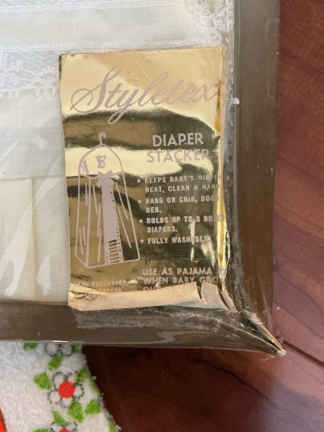 Styletex
DIAPER
STACKER
• KEEPS BABY'S
NEAT, CLEAN &
• HANG ON CRIB,
• HOLDS UP TO
DIAPERS.
• FULLY WASHABLE
USE AS PAJAMA
WHEN BABY